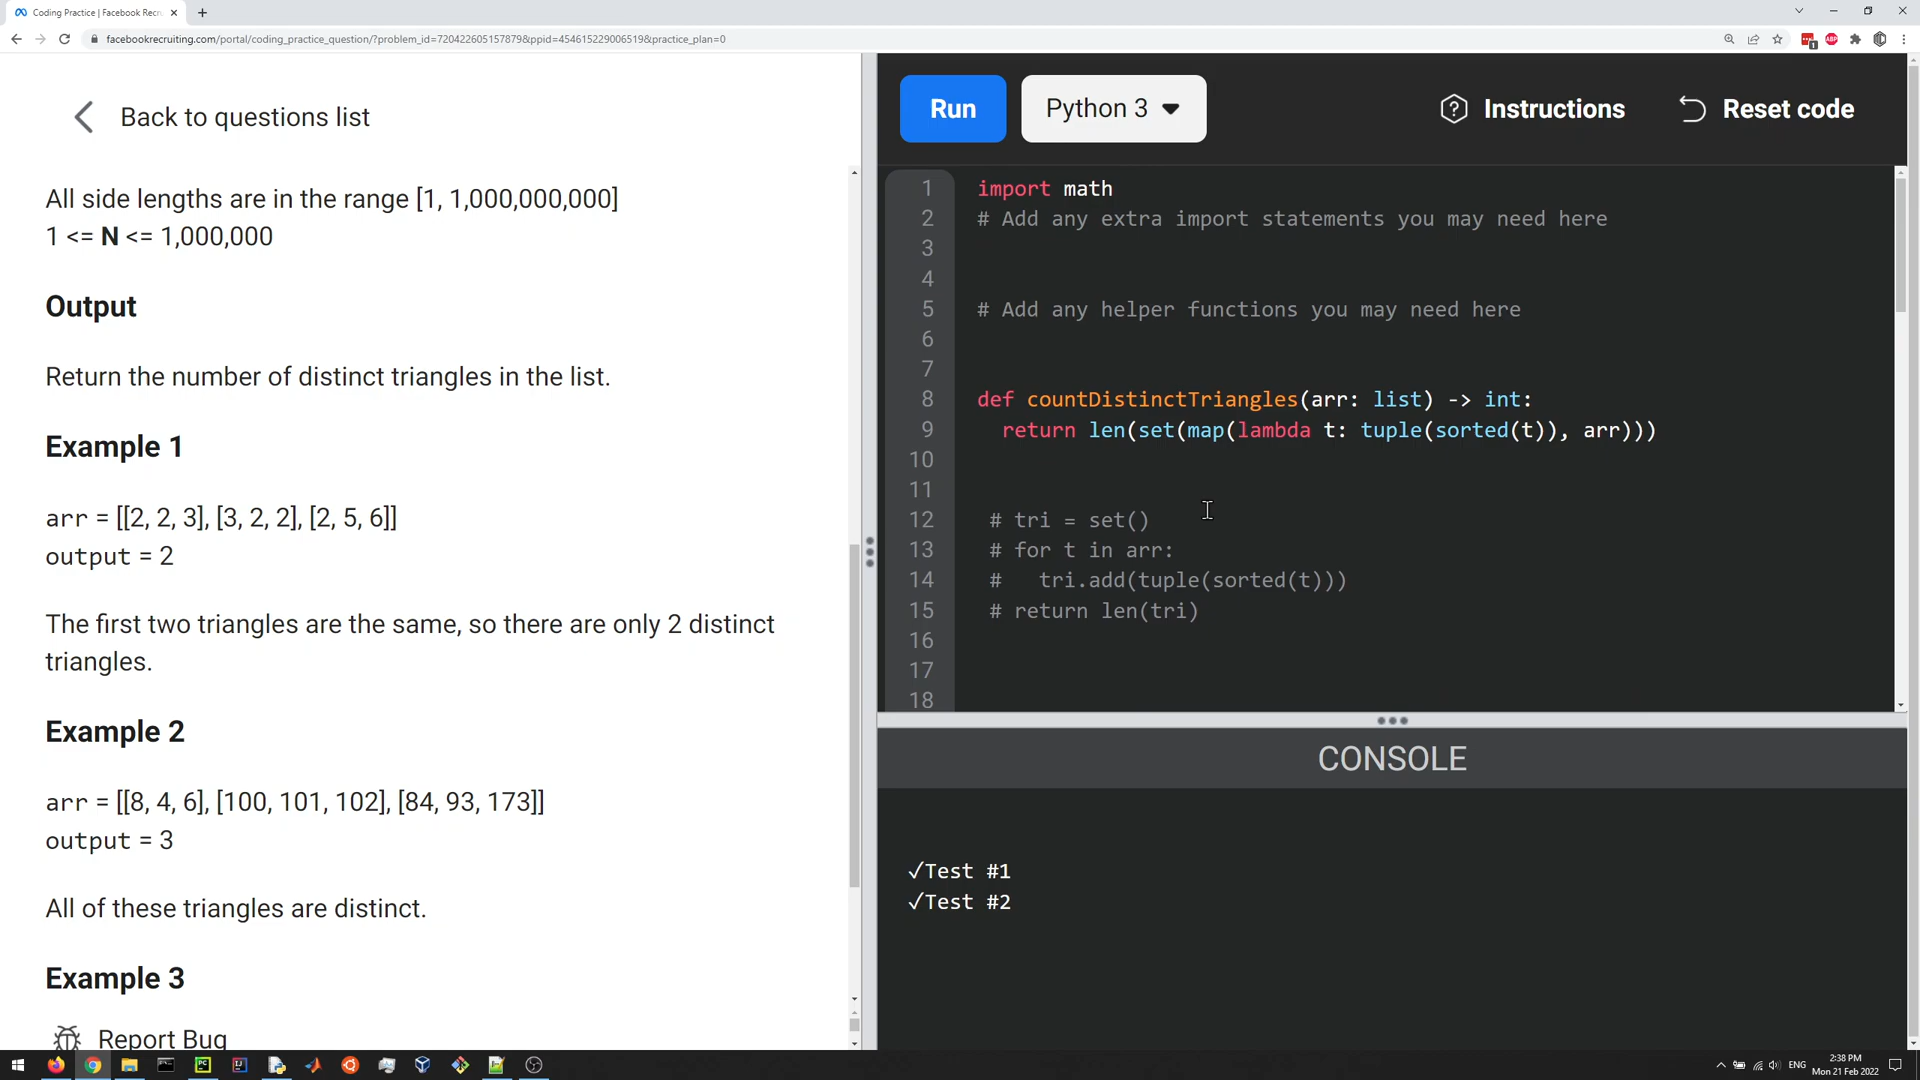 Coding Practice | Facebook Recru
facebookrecruiting.com/portal/coding_practice_question/?problem_id=720422605157879&ppid=454615229006519&practice_plan=0
1
ABP
Back to questions list
All side lengths are in the range [1, 1,000,000,000]
1 <= N <= 1,000,000
Output
Return the number of distinct triangles in the list.
Example 1
arr = [[2, 2, 3], [3, 2, 2], [2, 5, 6]]
output = 2
The first two triangles are the same, so there are only 2 distinct
triangles.
Example 2
arr = [[8, 4, 6], [100, 101, 102], [84, 93, 173]]
output = 3
All of these triangles are distinct.
Example 3
Report Bug
Run
Python 3
Instructions
Reset code
1 import math
2 # Add any extra import statements you may need here
3
4
5 # Add any helper functions you may need here
6
7
8 def countDistinctTriangles(arr: list) -> int:
9   return len(set(map(lambda t: tuple(sorted(t)), arr)))
10
11
12  # tri = set()
13  # for t in arr:
14  #   tri.add(tuple(sorted(t)))
15  # return len(tri)
16
17
18
CONSOLE
✓Test #1
✓Test #2
PC
IJ
ENG
2:38 PM
Mon 21 Feb 2022